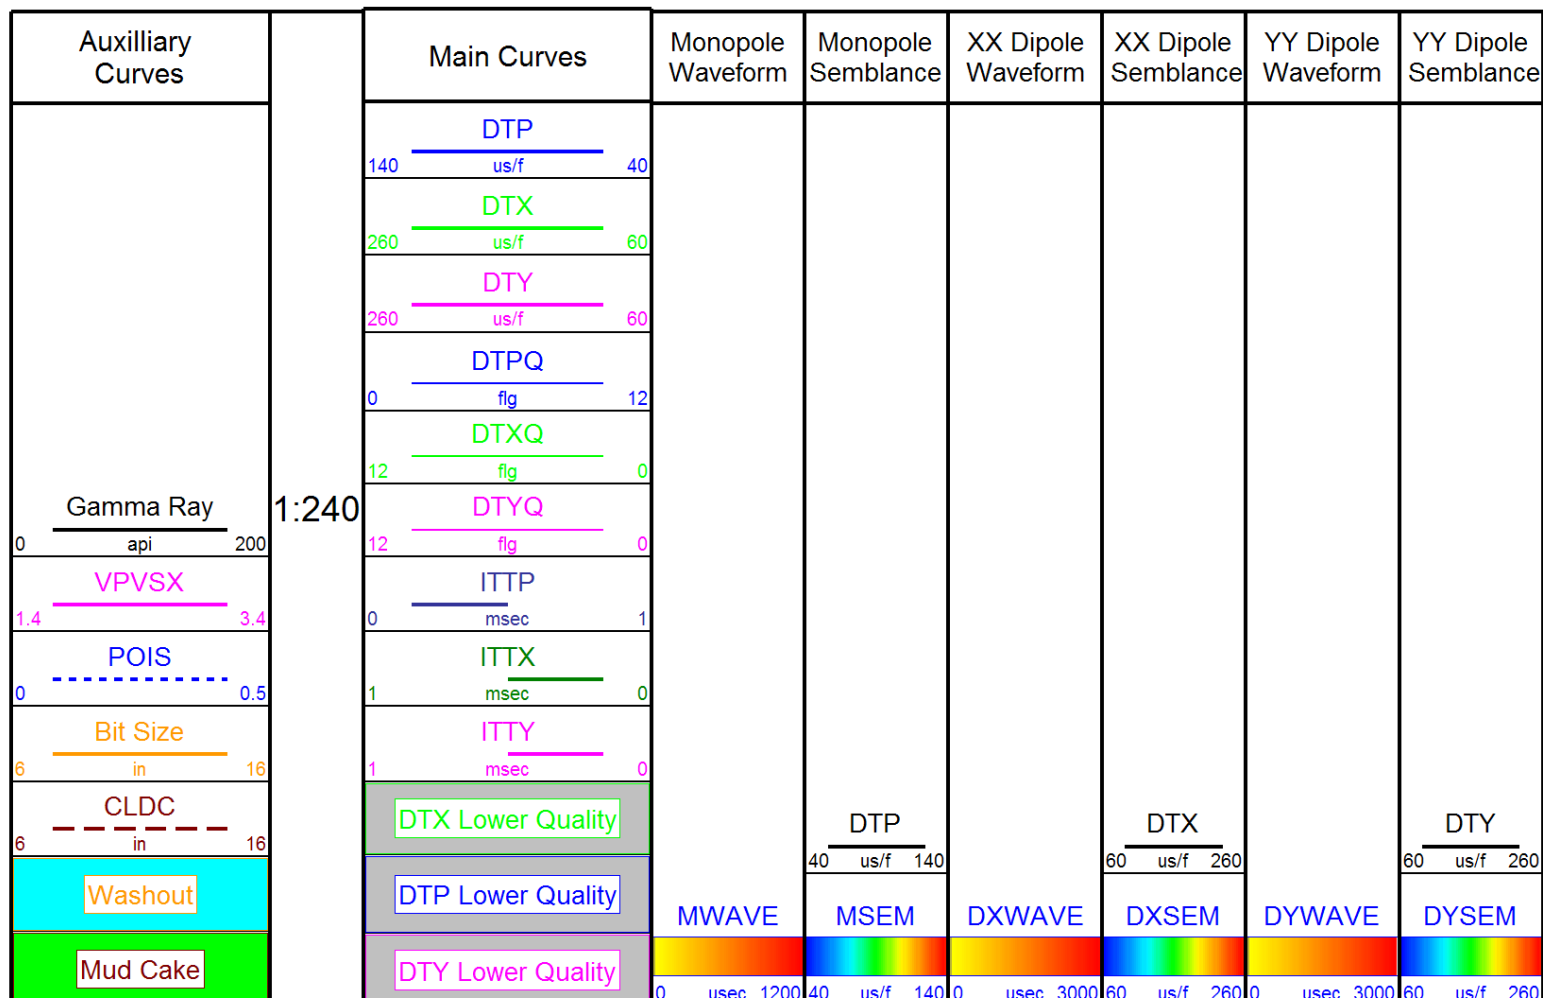 Auxilliary
Curves
Main Curves
Monopole
Waveform
Monopole
Semblance
XX Dipole
Waveform
XX Dipole
Semblance
YY Dipole
Waveform
YY Dipole
Semblance
Gamma Ray
0 api 200
VPVSX
1.4 3.4
POIS
0 0.5
Bit Size
6 in 16
CLDC
6 in 16
Washout
Mud Cake
1:240
DTP
140 us/f 40
DTX
260 us/f 60
DTY
260 us/f 60
DTPQ
0 flg 12
DTXQ
12 flg 0
DTYQ
12 flg 0
ITTP
0 msec 1
ITTX
1 msec 0
ITTY
1 msec 0
DTX Lower Quality
DTP Lower Quality
DTY Lower Quality
MWAVE
0 usec 1200
DTP
40 us/f 140
MSEM
40 us/f 140
DXWAVE
0 usec 3000
DTX
60 us/f 260
DXSEM
60 us/f 260
DYWAVE
0 usec 3000
DTY
60 us/f 260
DYSEM
60 us/f 260